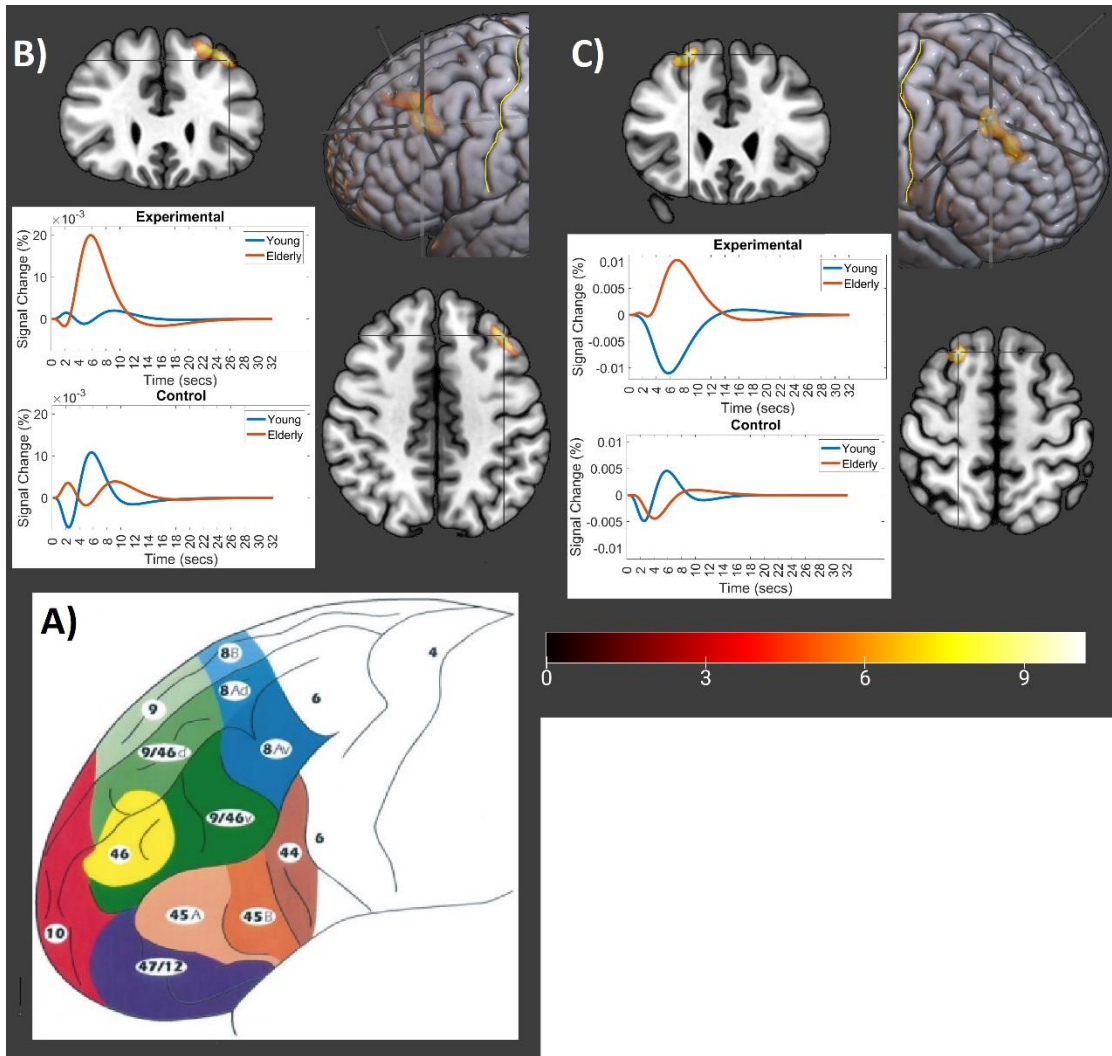 B)
×10⁻³
Experimental
20
10
0
Signal Change (%)
Young
Elderly
0 2 4 6 8 10 12 14 16 18 20 22 24 26 28 30 32
Time (secs)
×10⁻³
Control
20
10
0
Signal Change (%)
Young
Elderly
0 2 4 6 8 10 12 14 16 18 20 22 24 26 28 30 32
Time (secs)
C)
Experimental
0.01
0.005
0
-0.005
-0.01
Signal Change (%)
Young
Elderly
0 2 4 6 8 10 12 14 16 18 20 22 24 26 28 30 32
Time (secs)
Control
0.01
0.005
0
-0.005
-0.01
Signal Change (%)
Young
Elderly
0 2 4 6 8 10 12 14 16 18 20 22 24 26 28 30 32
Time (secs)
A)
8B
4
8Ad
6
9
9/46d
8Av
9/46v
46
44
6
45A
45B
10
47/12
0 3 6 9